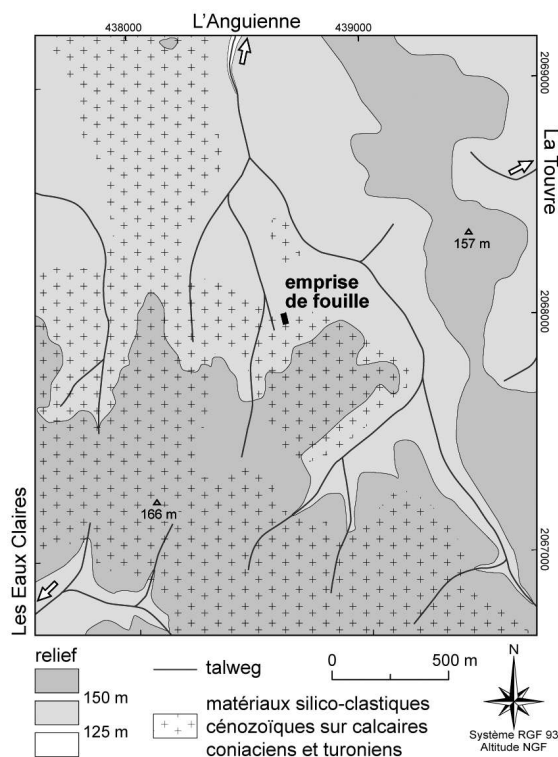 L'Anguienne
438000
439000
2069000
La Touvre
157 m
emprise
de fouille
2068000
166 m
Les Eaux Claires
2067000
relief
150 m
125 m
talweg
0
500 m
matériaux silico-clastiques
cénozoïques sur calcaires
coniaciens et turoniens
N
Système RGF 93
Altitude NGF